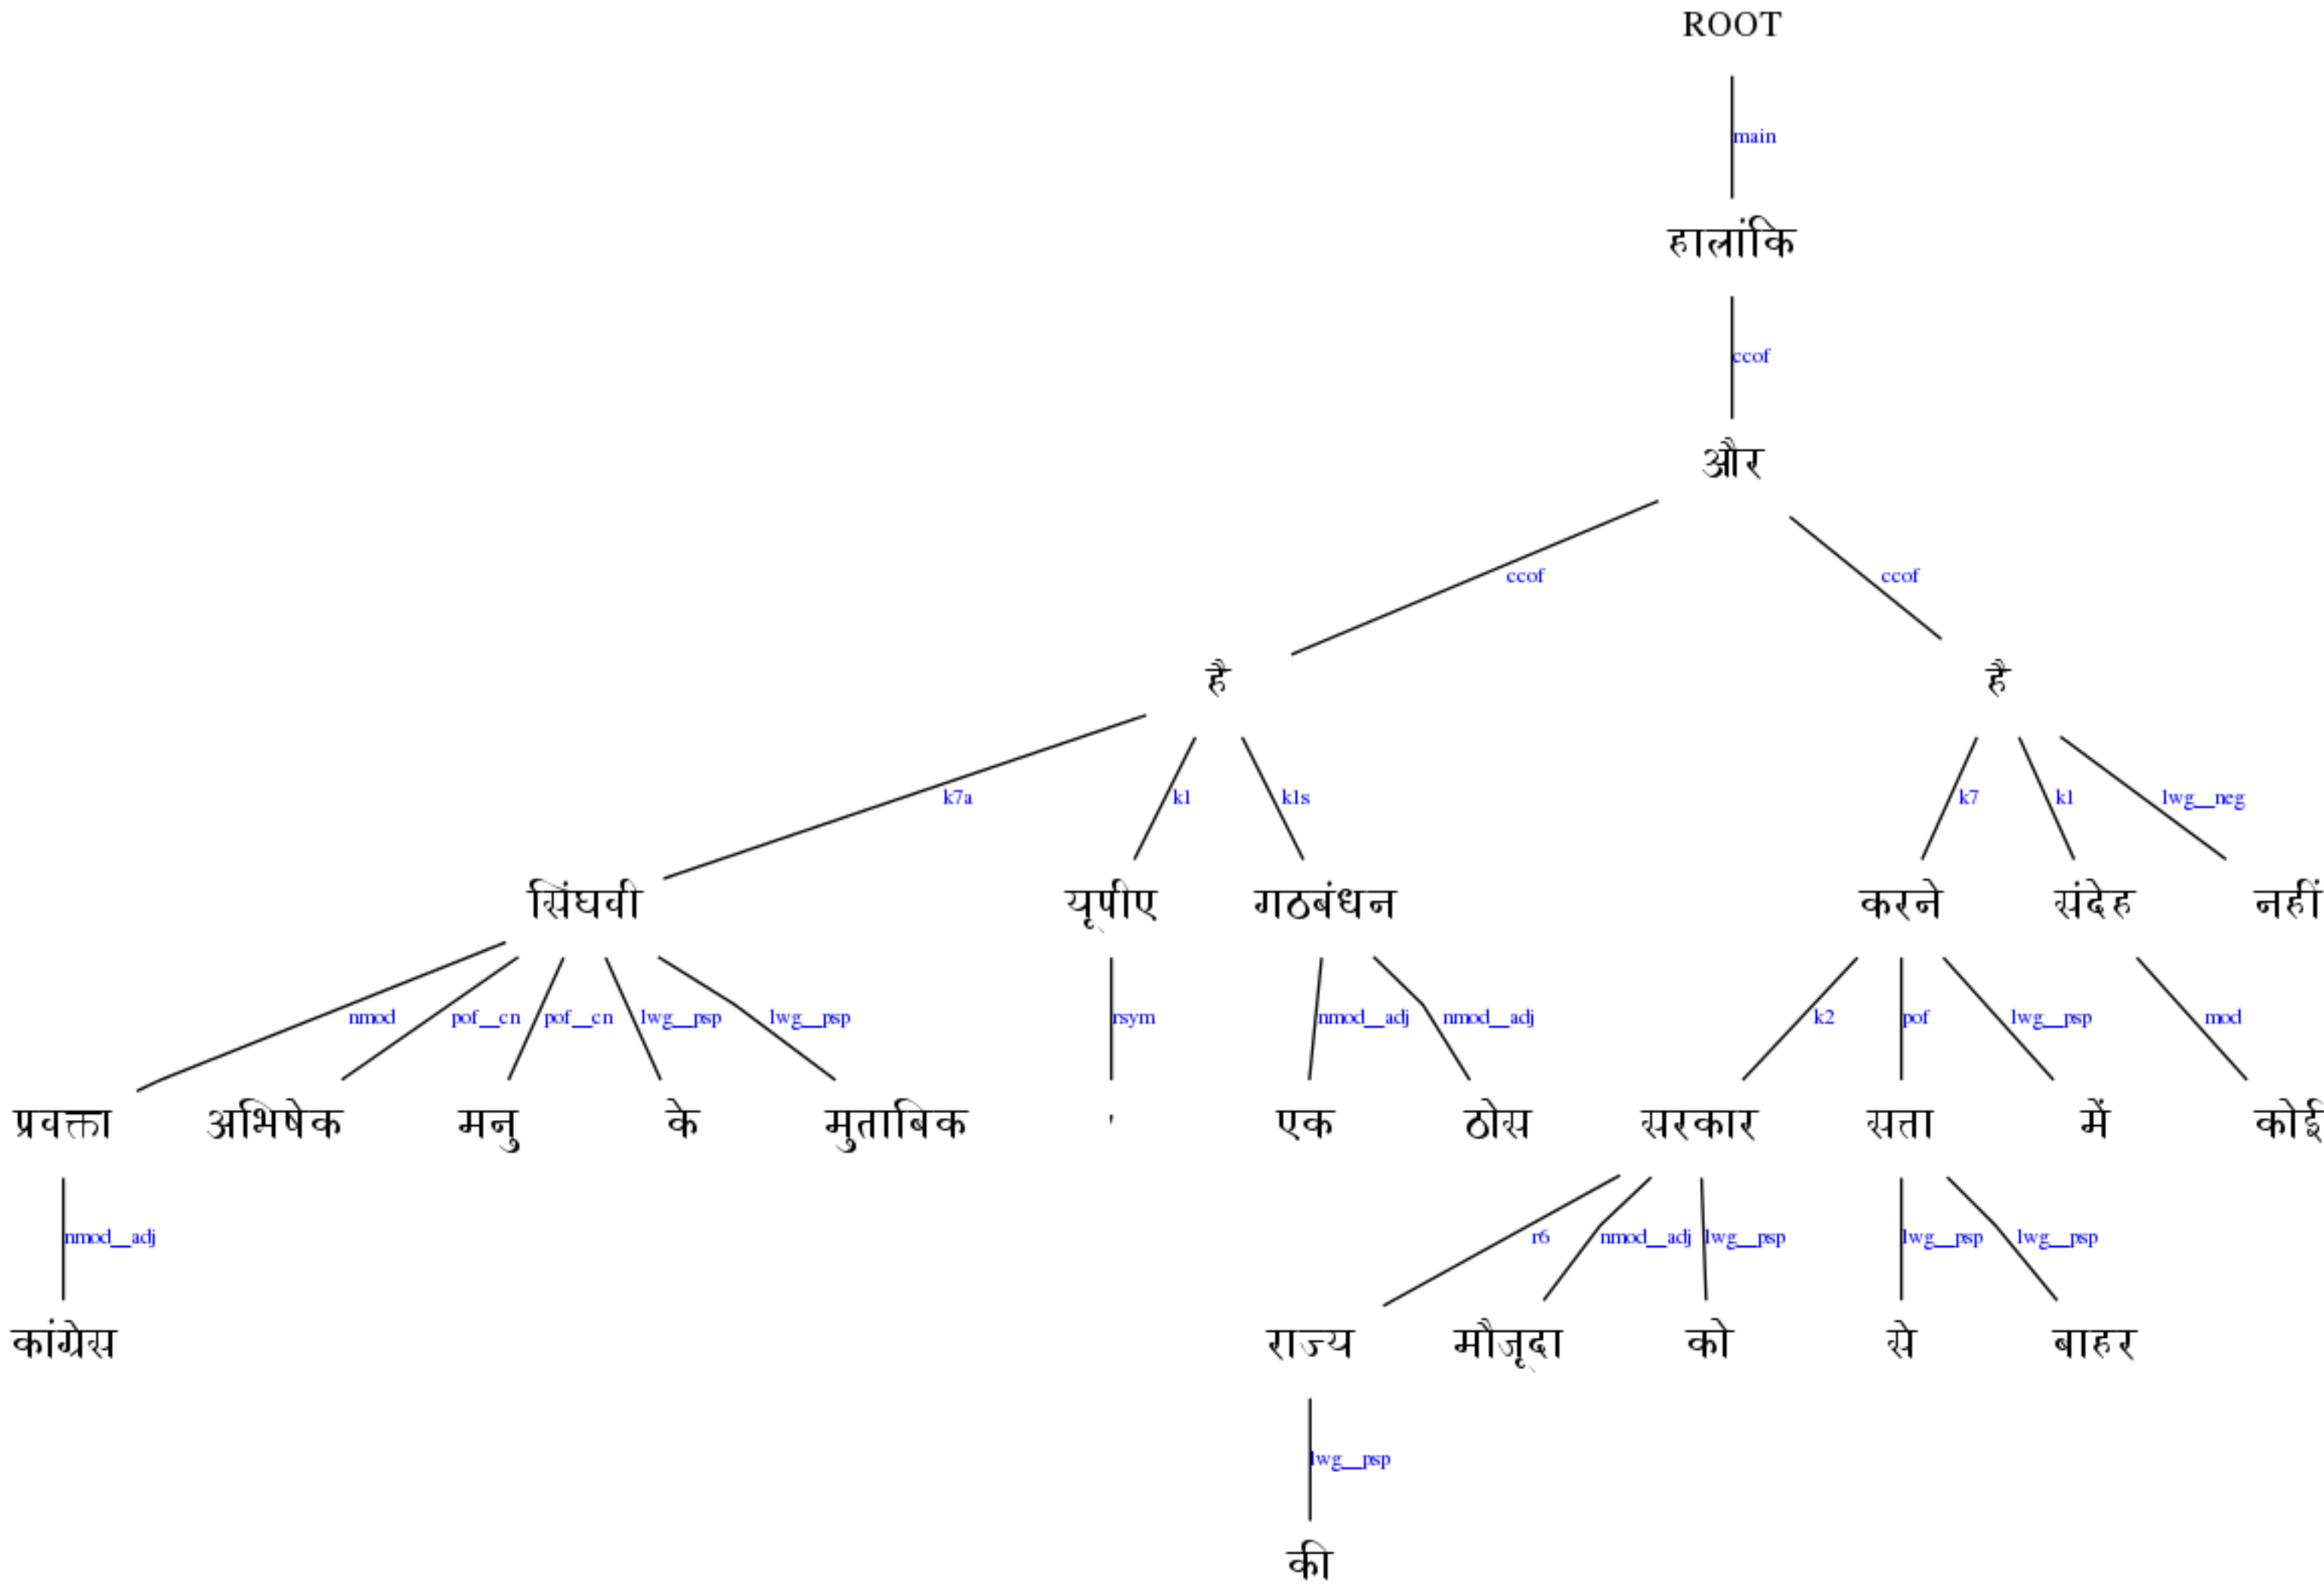 ROOT
main
हालांकि
ccof
और
ccof ccof
है है
k7a k1 k1s k7 k1 lwg__neg
सिंघवी यूपीए गठबंधन करने संदेह नहीं
nmod pof__cn pof__cn lwg__psp lwg__psp rsym nmod__adj nmod__adj k2 pof lwg__psp mod
प्रवक्ता अभिषेक मनु के मुताबिक ' एक ठोस सरकार सत्ता में कोई
nmod__adj r6 nmod__adj lwg__psp lwg__psp lwg__psp
कांग्रेस राज्य मौजूदा को से बाहर
lwg__psp
की